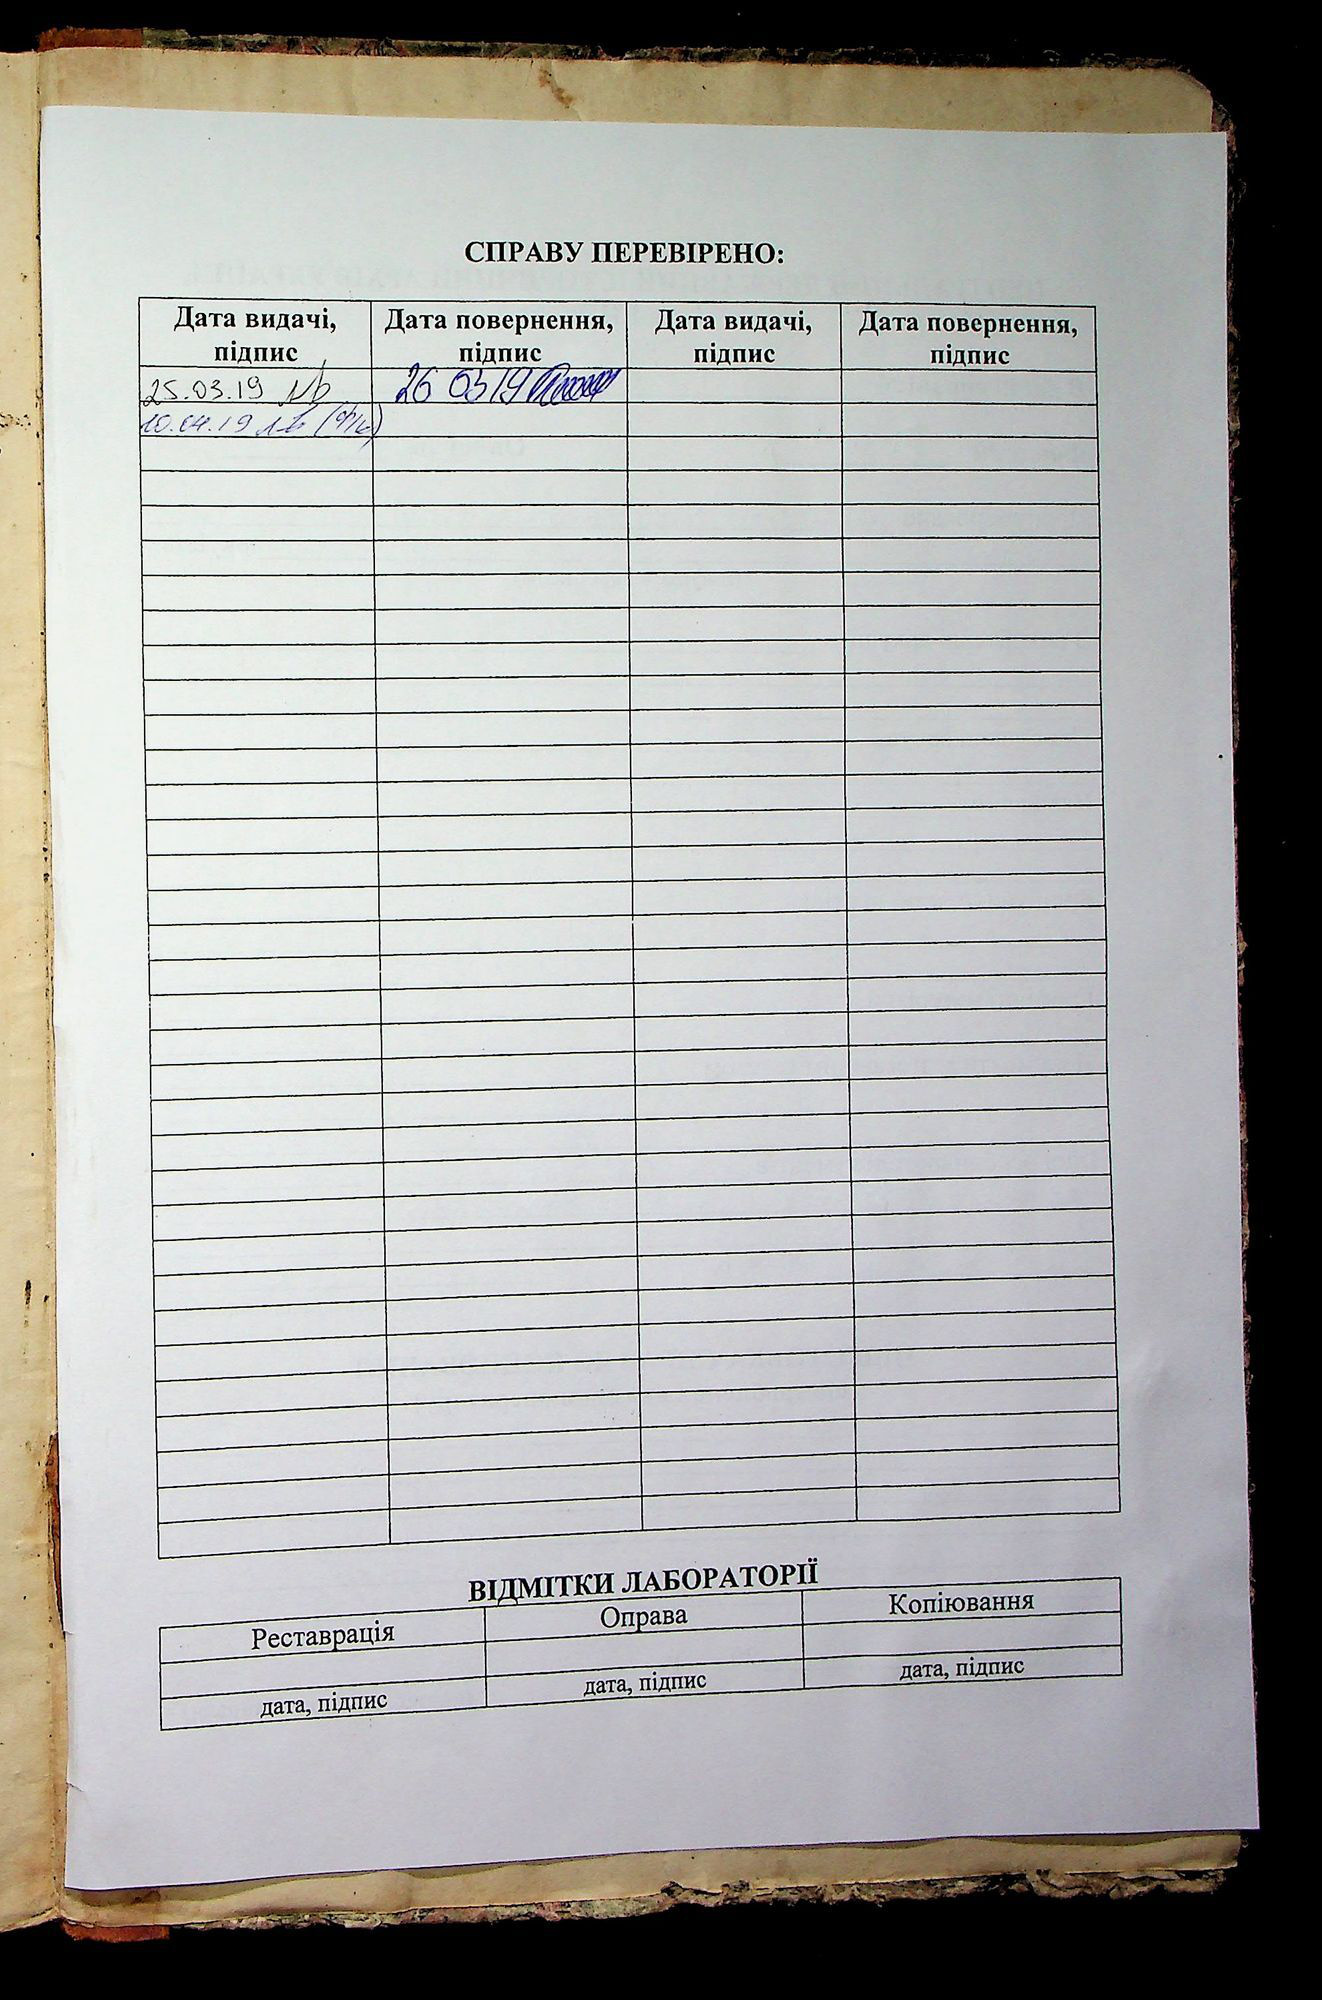 СПРАВУ ПЕРЕВІРЕНО:
Дата видачі, підпис
Дата повернення, підпис
Дата видачі, підпис
Дата повернення, підпис
25.03.19
26 03 19
10.04.19
ВІДМІТКИ ЛАБОРАТОРІЇ
Реставрація
Оправа
Копіювання
дата, підпис
дата, підпис
дата, підпис